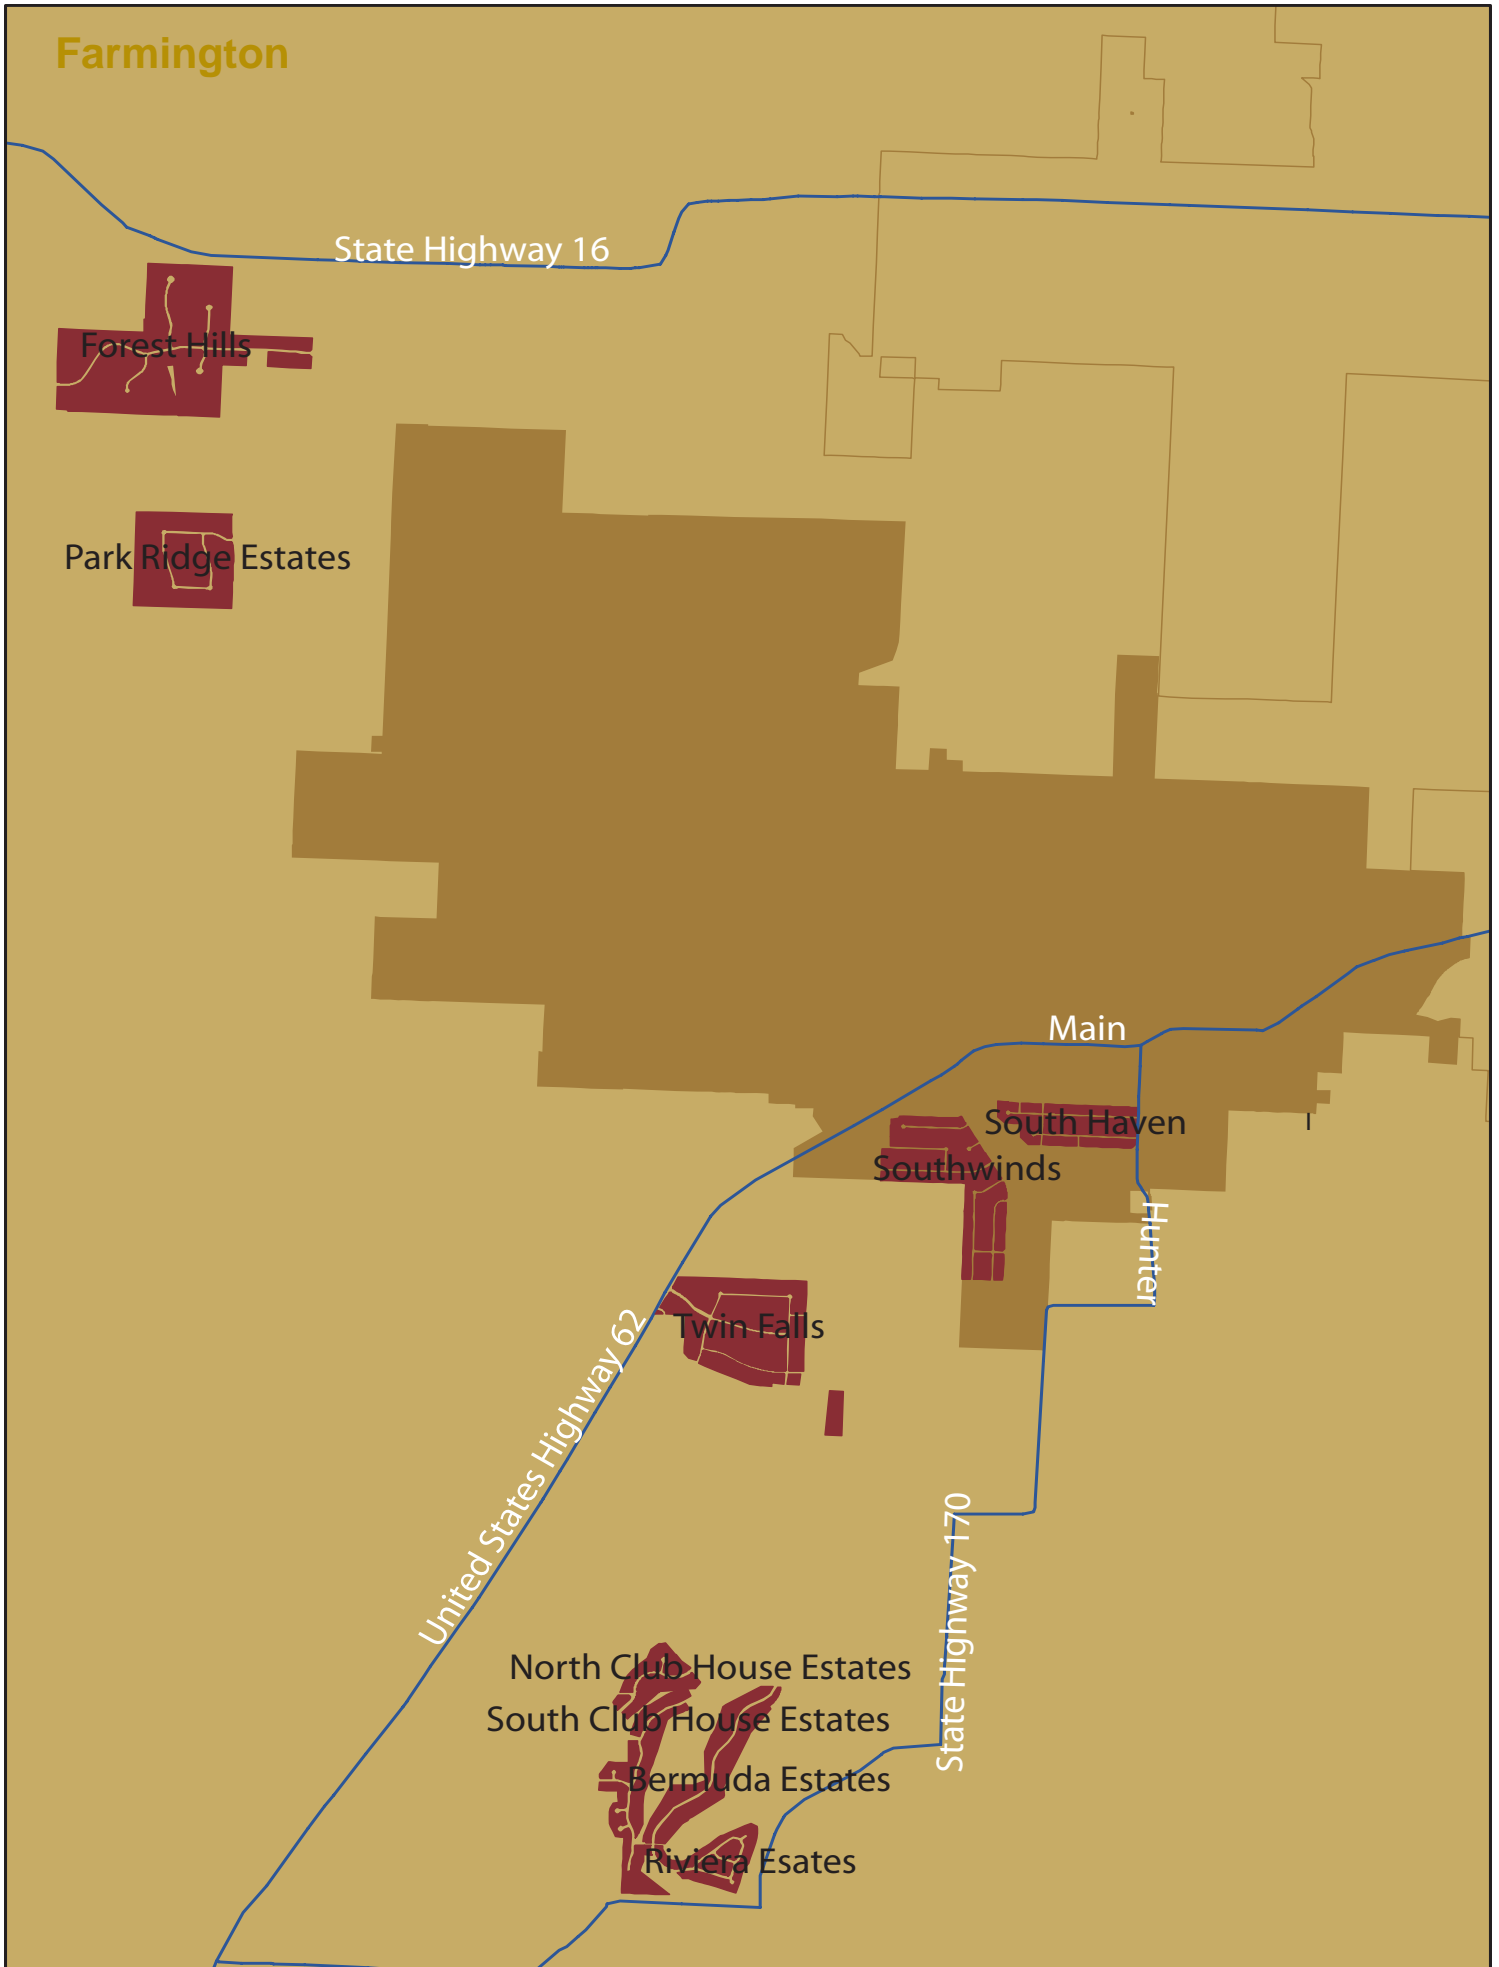 Farmington
State Highway 16
Forest Hills
Park Ridge Estates
Main
South Haven
Southwinds
Hunter
Twin Falls
United States Highway 62
State Highway 170
North Club House Estates
South Club House Estates
Bermuda Estates
Riviera Esates